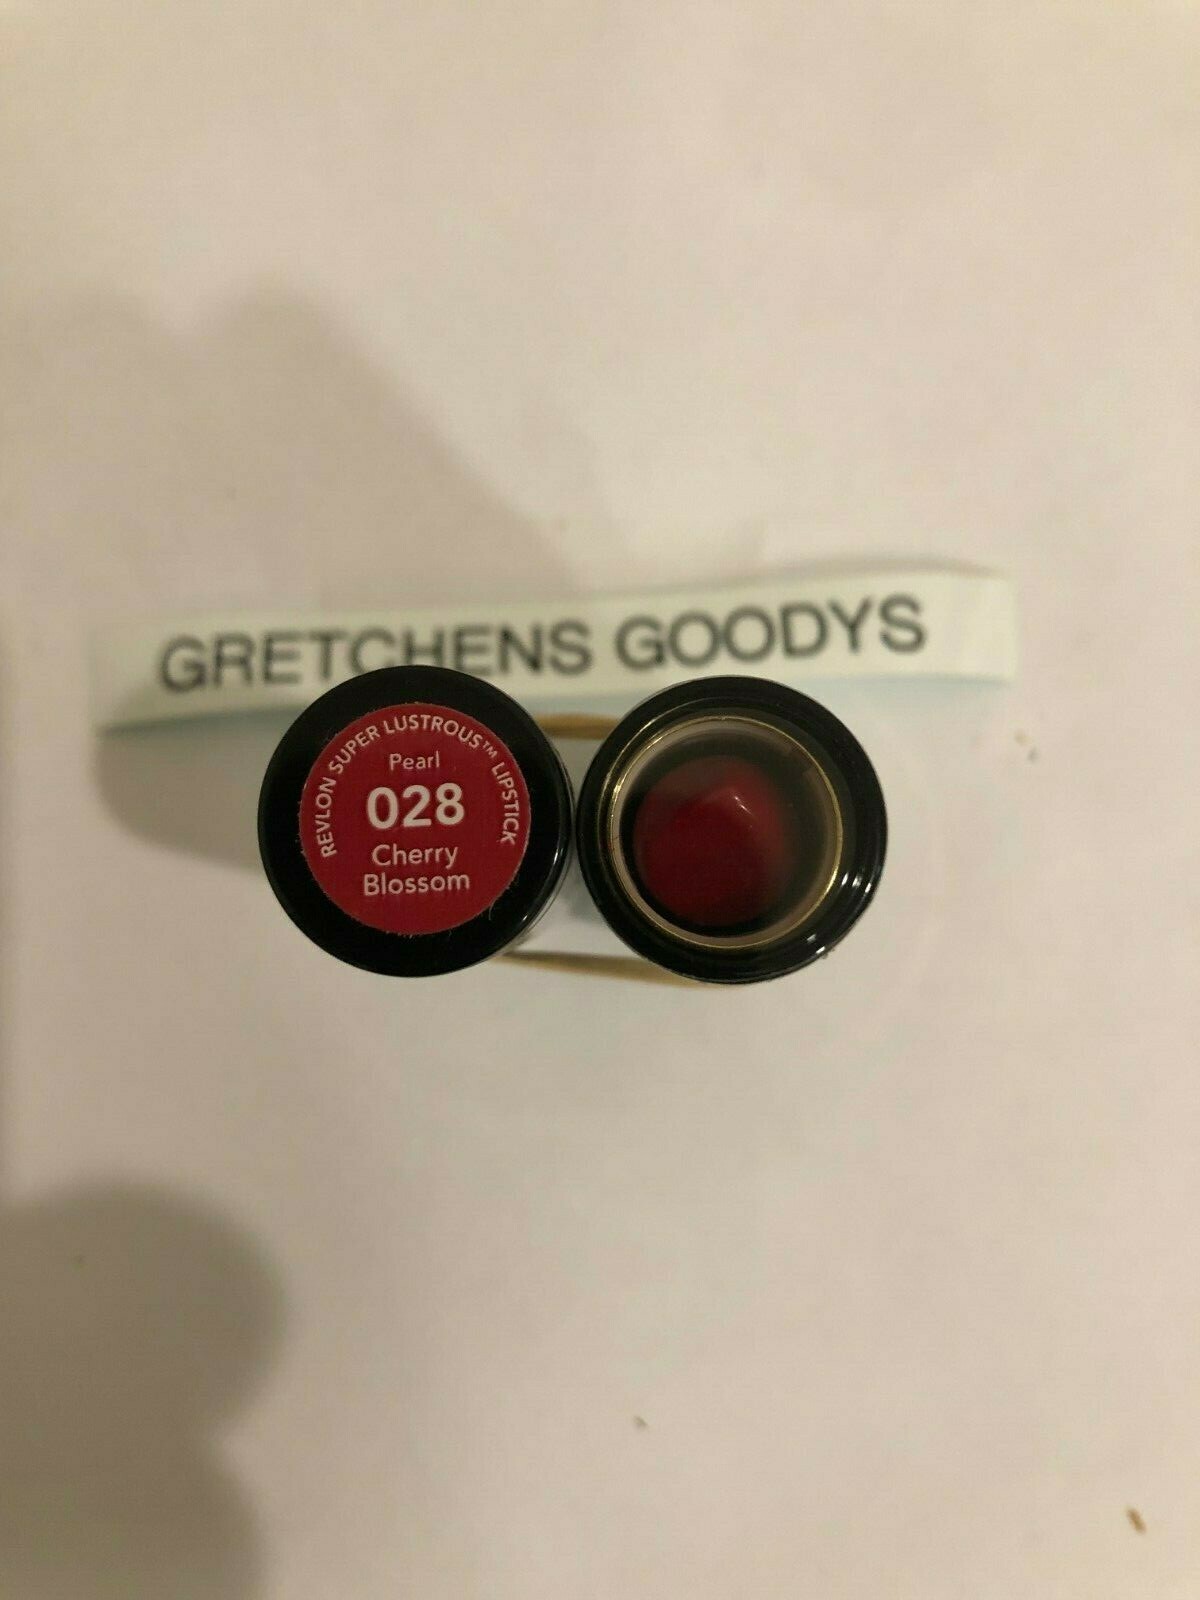 GRETCHENS GOODYS
REVLON SUPER LUSTROUS™ LIPSTICK
Pearl
028
Cherry
Blossom